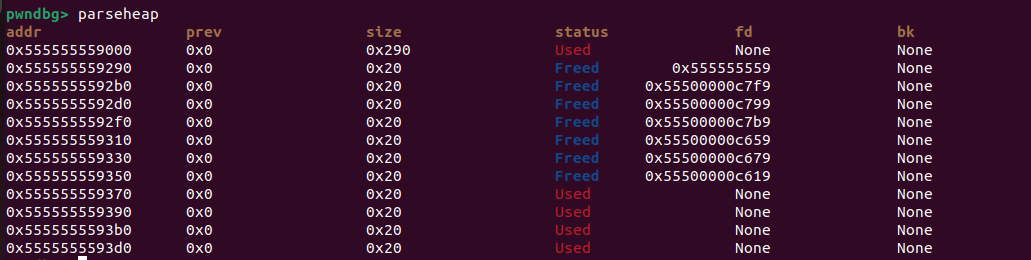 pwndbg> parseheap
addr prev size status fd bk
0x555555559000 0x0 0x290 Used None None
0x555555559290 0x0 0x20 Freed 0x555555559 None
0x5555555592b0 0x0 0x20 Freed 0x55500000c7f9 None
0x5555555592d0 0x0 0x20 Freed 0x55500000c799 None
0x5555555592f0 0x0 0x20 Freed 0x55500000c7b9 None
0x555555559310 0x0 0x20 Freed 0x55500000c659 None
0x555555559330 0x0 0x20 Freed 0x55500000c679 None
0x555555559350 0x0 0x20 Freed 0x55500000c619 None
0x555555559370 0x0 0x20 Used None None
0x555555559390 0x0 0x20 Used None None
0x5555555593b0 0x0 0x20 Used None None
0x5555555593d0 0x0 0x20 Used None None